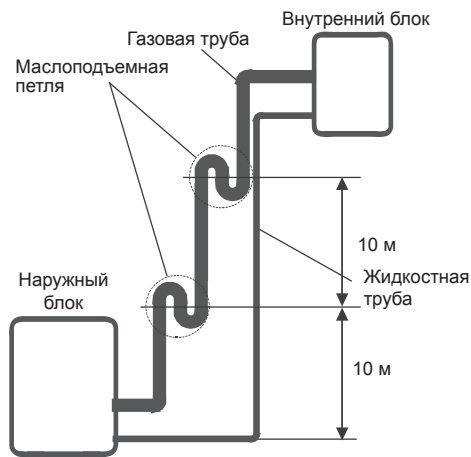 Внутренний блок
Газовая труба
Маслоподъемная
петля
10 м
Жидкостная
труба
Наружный
блок
10 м